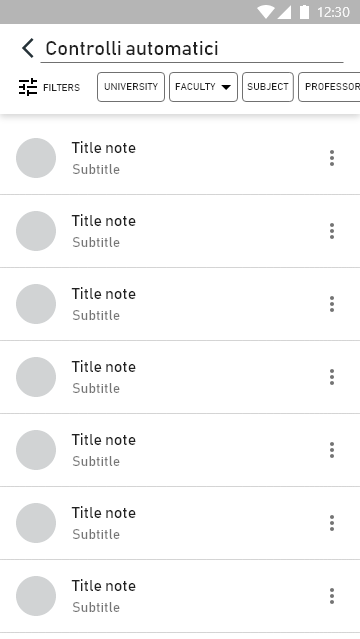 12:30
Controlli automatici
FILTERS UNIVERSITY FACULTY SUBJECT PROFESSOR
Title note
Subtitle
Title note
Subtitle
Title note
Subtitle
Title note
Subtitle
Title note
Subtitle
Title note
Subtitle
Title note
Subtitle